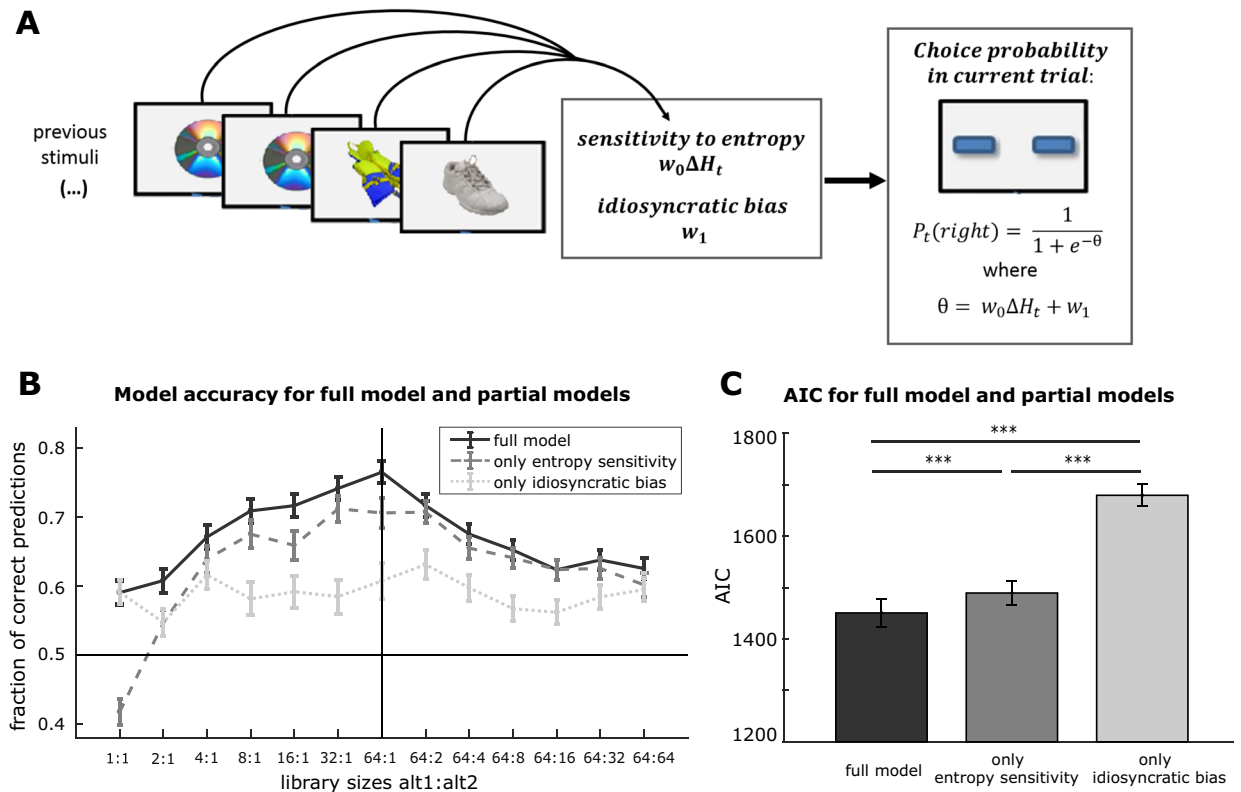 A
previous
stimuli
(...)
sensitivity to entropy
w₀ΔHₜ
idiosyncratic bias
w₁
Choice probability
in current trial:
Pₜ(right) = 1 / (1 + e^−θ)
where
θ = w₀ΔHₜ + w₁
B
Model accuracy for full model and partial models
full model
only entropy sensitivity
only idiosyncratic bias
fraction of correct predictions
0.8
0.7
0.6
0.5
0.4
1:1 2:1 4:1 8:1 16:1 32:1 64:1 64:2 64:4 64:8 64:16 64:32 64:64
library sizes alt1:alt2
C
AIC for full model and partial models
***
*** ***
AIC
1800
1600
1400
1200
full model
only
entropy sensitivity
only
idiosyncratic bias